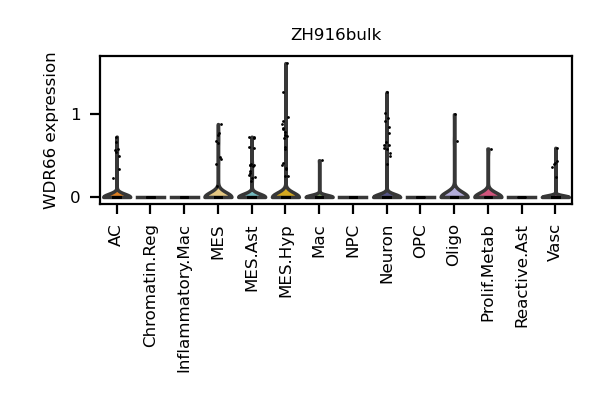 ZH916bulk
WDR66 expression
1
0
AC
Chromatin.Reg
Inflammatory.Mac
MES
MES.Ast
MES.Hyp
Mac
NPC
Neuron
OPC
Oligo
Prolif.Metab
Reactive.Ast
Vasc